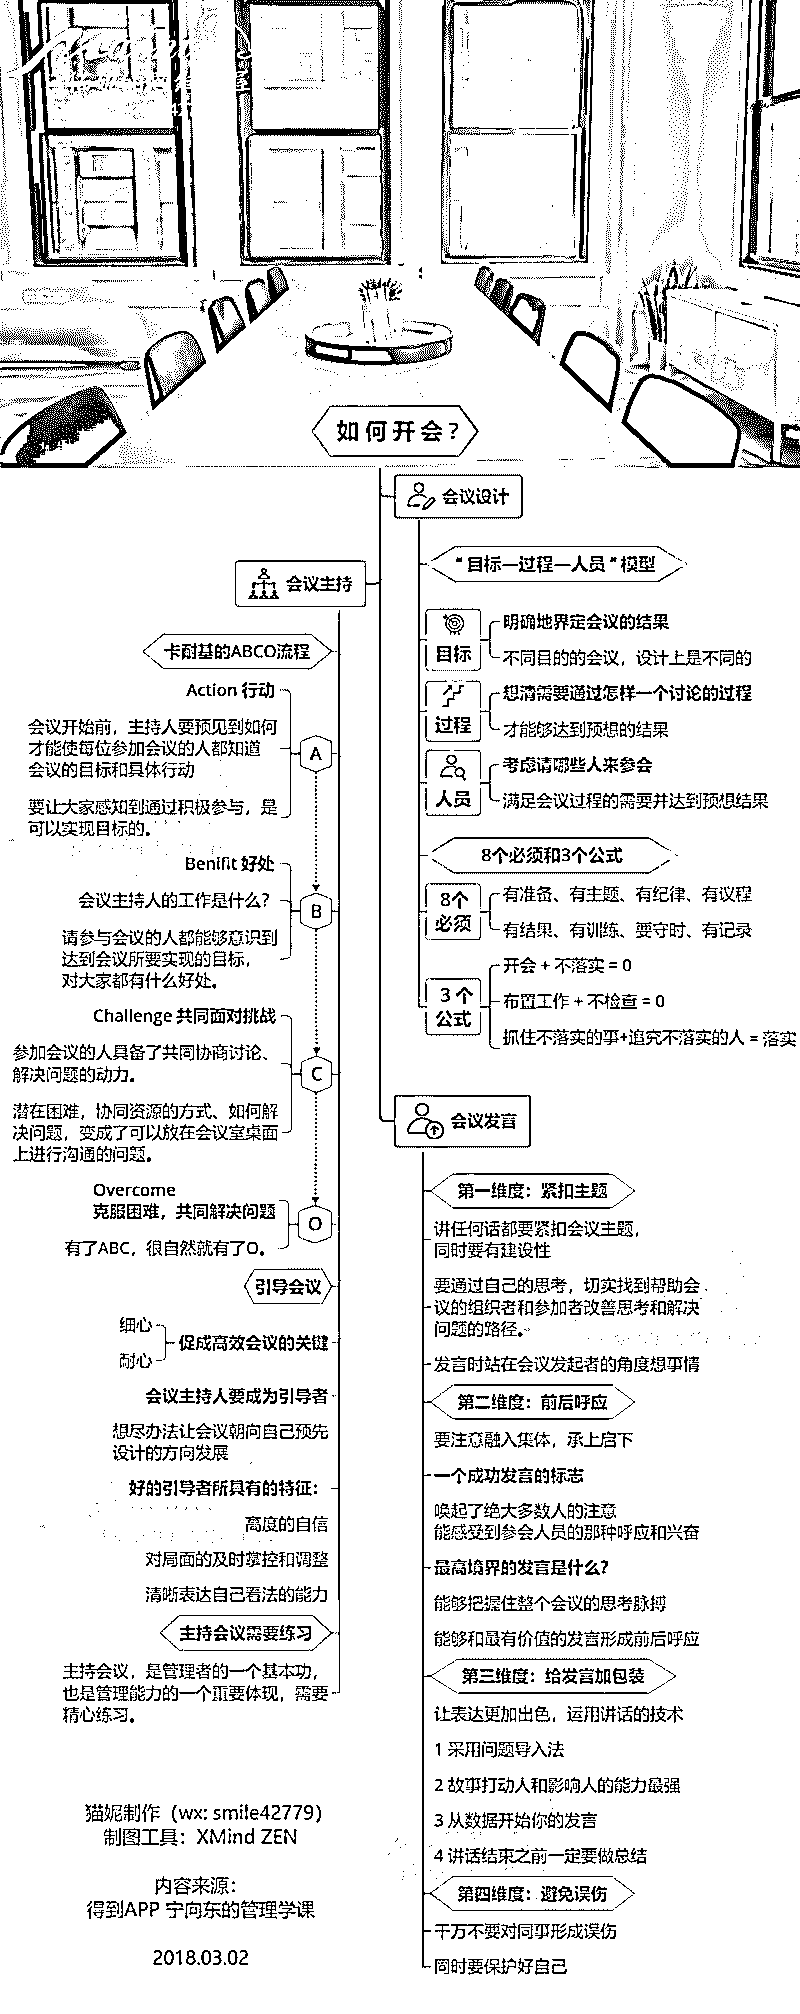 如何开会?
会议设计
"目标—过程—人员"模型
目标
明确地界定会议的结果
不同目的的会议，设计上是不同的
过程
想清需要通过怎样一个讨论的过程
才能够达到预想的结果
人员
考虑请哪些人来参会
满足会议过程的需要并达到预想结果
8个必须和3个公式
8个
必须
有准备、有主题、有纪律、有议程
有结果、有训练、要守时、有记录
3个
公式
开会 + 不落实 = 0
布置工作 + 不检查 = 0
抓住不落实的事+追究不落实的人 = 落实
会议主持
卡耐基的ABCO流程
Action 行动
A
会议开始前，主持人要预见到如何
才能使每位参加会议的人都知道
会议的目标和具体行动
要让大家感知到通过积极参与，是
可以实现目标的。
Benifit 好处
B
会议主持人的工作是什么?
请参与会议的人都能够意识到
达到会议所要实现的目标，
对大家都有什么好处。
Challenge 共同面对挑战
C
参加会议的人具备了共同协商讨论、
解决问题的动力。
潜在困难，协同资源的方式、如何解
决问题，变成了可以放在会议室桌面
上进行沟通的问题。
Overcome
克服困难，共同解决问题
O
有了ABC，很自然就有了O。
引导会议
细心
耐心
促成高效会议的关键
会议主持人要成为引导者
想尽办法让会议朝向自己预先
设计的方向发展
好的引导者所具有的特征：
高度的自信
对局面的及时掌控和调整
清晰表达自己看法的能力
主持会议需要练习
主持会议，是管理者的一个基本功，
也是管理能力的一个重要体现，需要
精心练习。
会议发言
第一维度：紧扣主题
讲任何话都要紧扣会议主题，
同时要有建设性
要通过自己的思考，切实找到帮助会
议的组织者和参加者改善思考和解决
问题的路径。
发言时站在会议发起者的角度想事情
第二维度：前后呼应
要注意融入集体，承上启下
一个成功发言的标志
唤起了绝大多数人的注意
能感受到参会人员的那种呼应和兴奋
最高境界的发言是什么?
能够把握住整个会议的思考脉搏
能够和最有价值的发言形成前后呼应
第三维度：给发言加包装
让表达更加出色，运用讲话的技术
1 采用问题导入法
2 故事打动人和影响人的能力最强
3 从数据开始你的发言
4 讲话结束之前一定要做总结
第四维度：避免误伤
千万不要对同事形成误伤
同时要保护好自己
猫妮制作（wx: smile42779）
制图工具：XMind ZEN
内容来源：
得到APP 宁向东的管理学课
2018.03.02